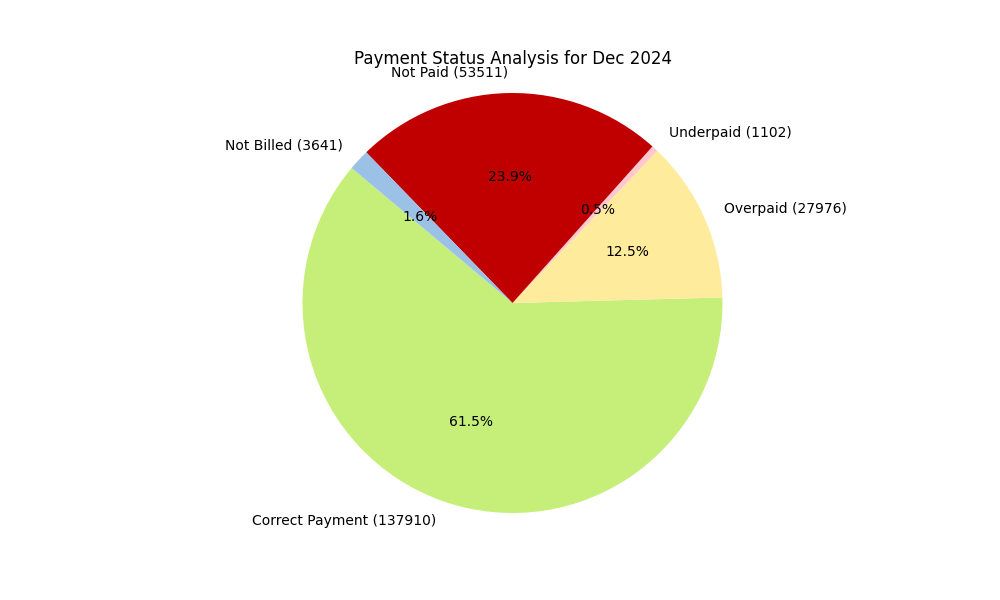 Payment Status Analysis for Dec 2024
Not Paid (53511)
Underpaid (1102)
Not Billed (3641)
23.9%
Overpaid (27976)
0.5%
1.6%
12.5%
61.5%
Correct Payment (137910)